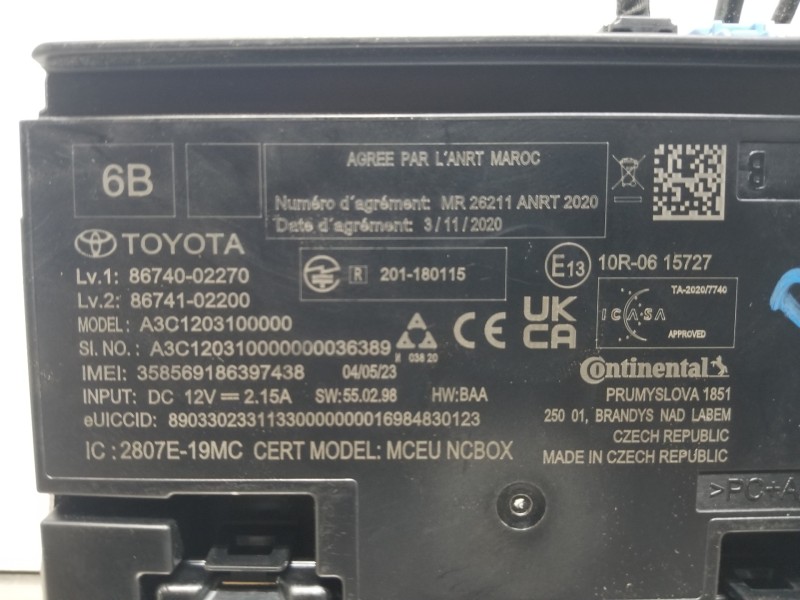 6B
AGREE PAR L'ANRT MAROC
Numéro d'agrément: MR 26211 ANRT 2020
Date d'agrément: 3/11/2020
B
TOYOTA
Lv.1: 86740-02270
Lv.2: 86741-02200
R 201-180115
E13 10R-06 15727
MODEL: A3C1203100000
SI. NO.: A3C1203100000000036389
038 20
CE
UK
CA
TA-2020/7740
ICASA
APPROVED
IMEI: 358569186397438 04/05/23
INPUT: DC 12V 2.15A SW:55.02.98 HW:BAA
eUICCID: 89033023311330000000016984830123
IC: 2807E-19MC CERT MODEL: MCEU NCBOX
Continental
PRUMYSLOVA 1851
250 01, BRANDYS NAD LABEM
CZECH REPUBLIC
MADE IN CZECH REPUBLIC
>PC+A